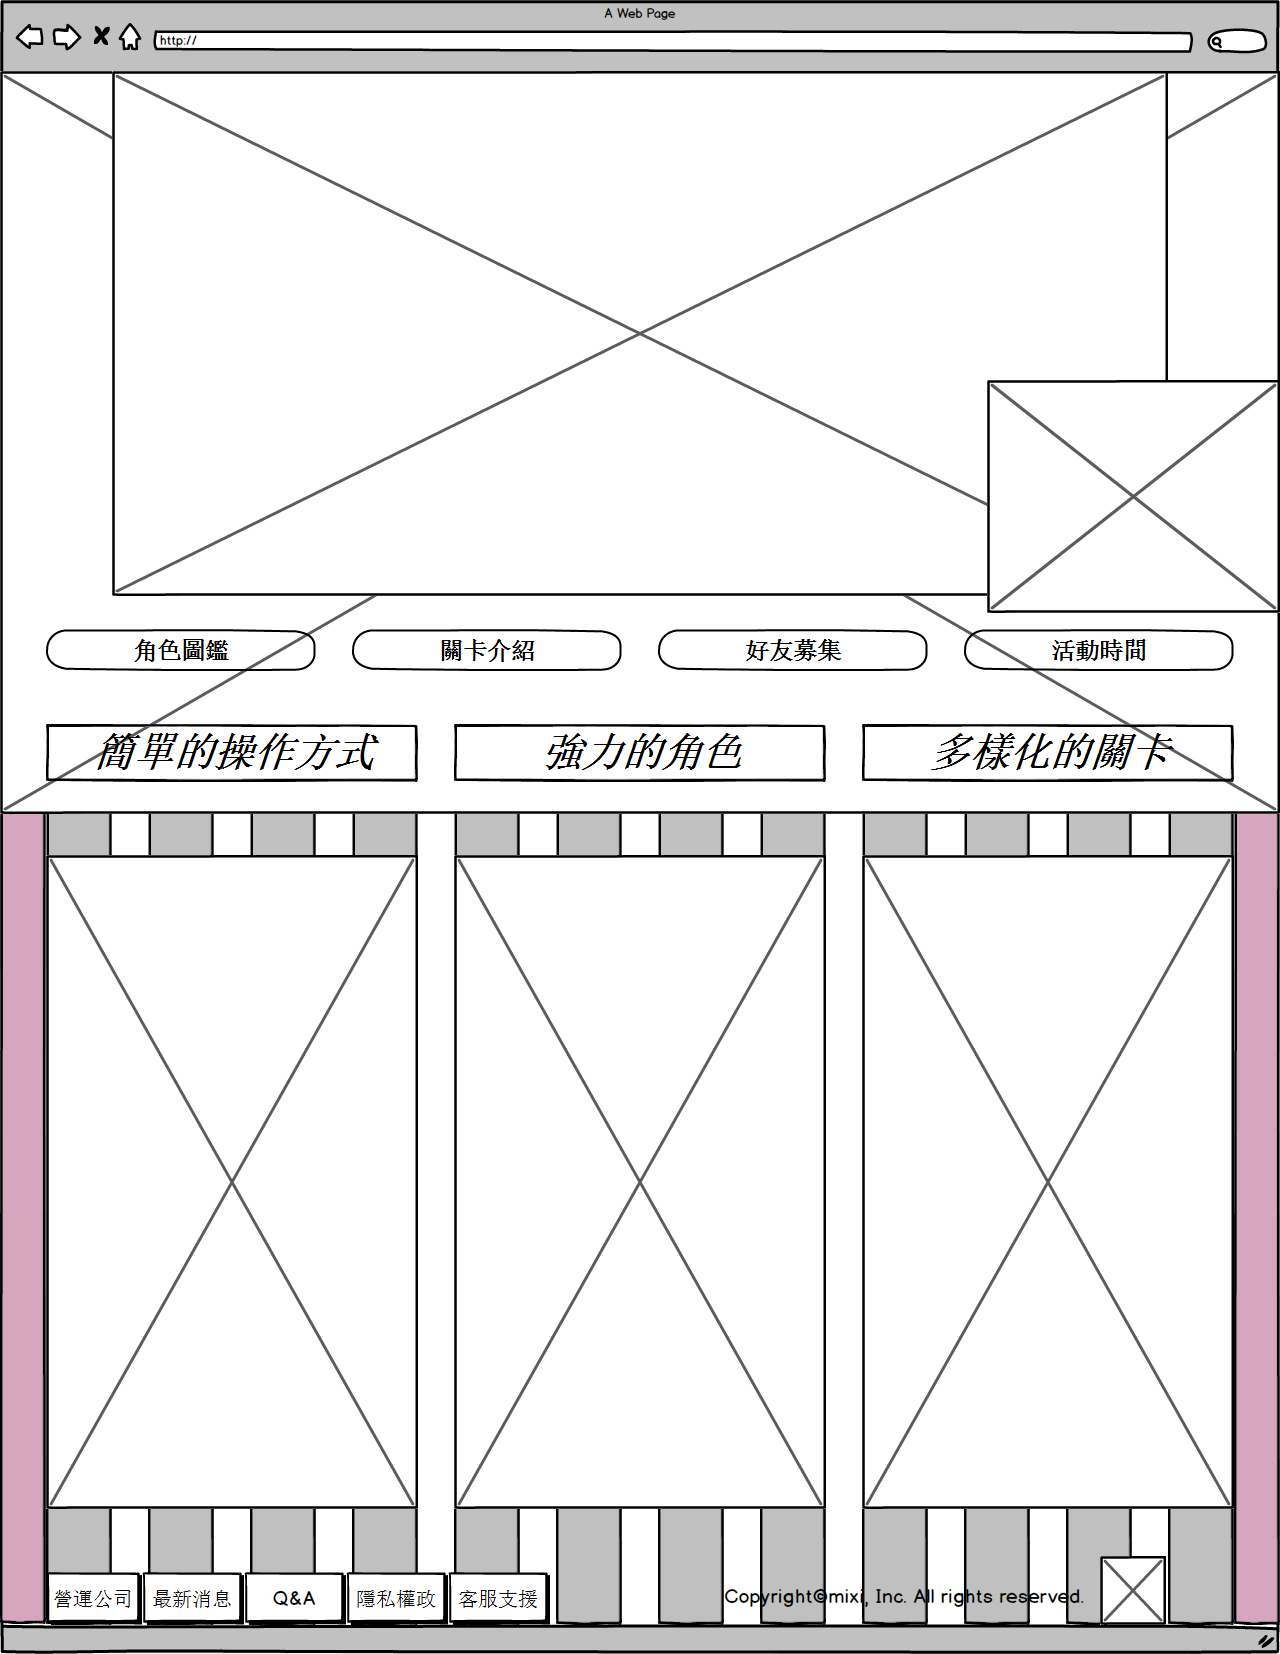 A Web Page
http://
角色圖鑑
關卡介紹
好友募集
活動時間
簡單的操作方式
強力的角色
多樣化的關卡
營運公司
最新消息
Q&A
隱私權政
客服支援
Copyright©mixi, Inc. All rights reserved.